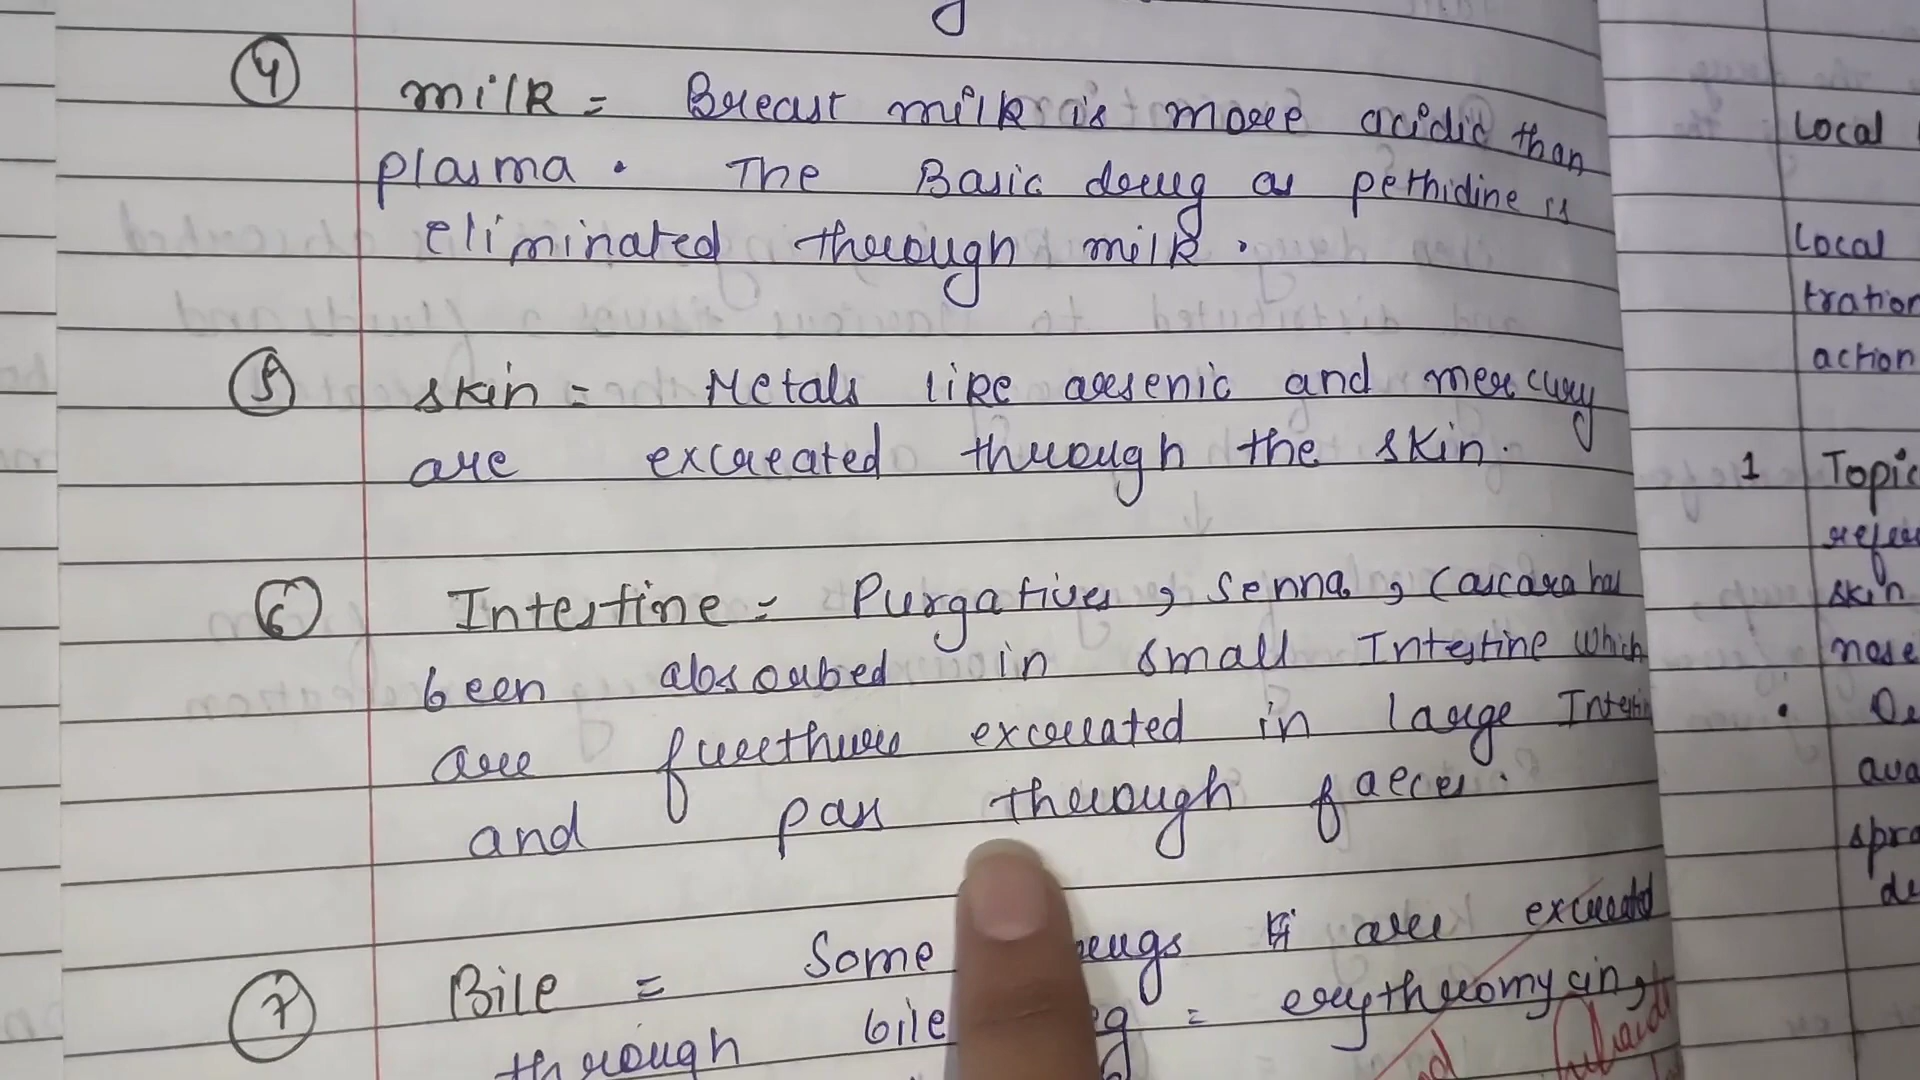 4 milk = Breast milk is more acidic than
plasma. The Basic drug as pethidine is
eliminated through milk.
5 skin = Metals like arsenic and mercury
are excreated through the skin.
6 Intestine = Purgatives, Senna, Cascara has
been absorbed in small Intestine which
are further excreated in large
and pass through faeces.
7 Bile = Some are
through bile = erythromycin,
Local
Local
tration
action
1 Topic
skin
nose